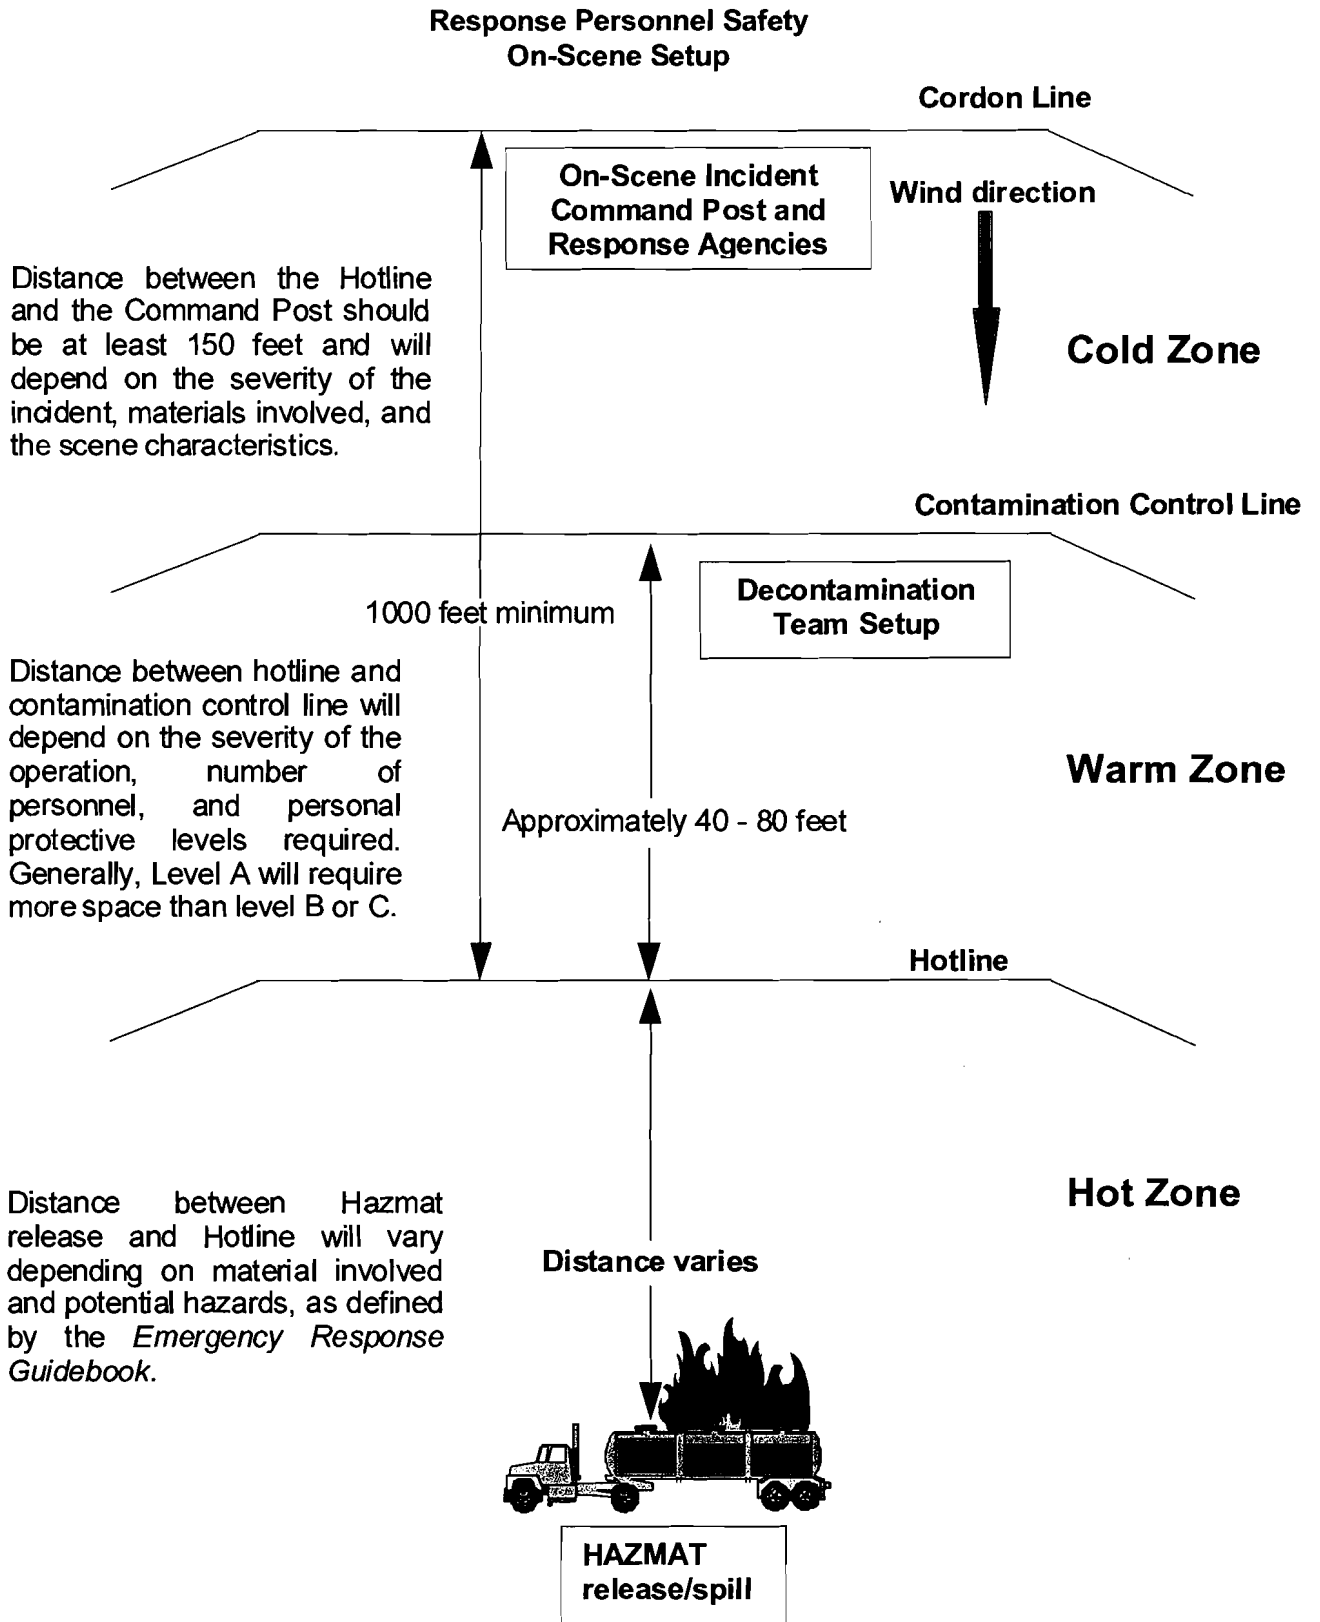 Response Personnel Safety
On-Scene Setup
Cordon Line
On-Scene Incident
Command Post and
Response Agencies
Wind direction
Distance between the Hotline
and the Command Post should
be at least 150 feet and will
depend on the severity of the
incident, materials involved, and
the scene characteristics.
Cold Zone
Contamination Control Line
Decontamination
Team Setup
1000 feet minimum
Distance between hotline and
contamination control line will
depend on the severity of the
operation, number of
personnel, and personal
protective levels required.
Generally, Level A will require
more space than level B or C.
Warm Zone
Approximately 40 - 80 feet
Hotline
Hot Zone
Distance between Hazmat
release and Hotline will vary
depending on material involved
and potential hazards, as defined
by the Emergency Response
Guidebook.
Distance varies
HAZMAT
release/spill